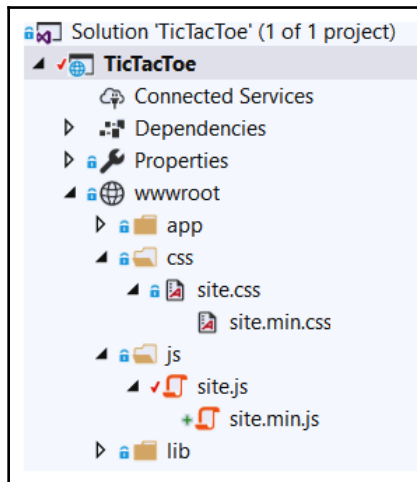 Solution 'TicTacToe' (1 of 1 project)
TicTacToe
Connected Services
Dependencies
Properties
wwwroot
app
css
site.css
site.min.css
js
site.js
site.min.js
lib